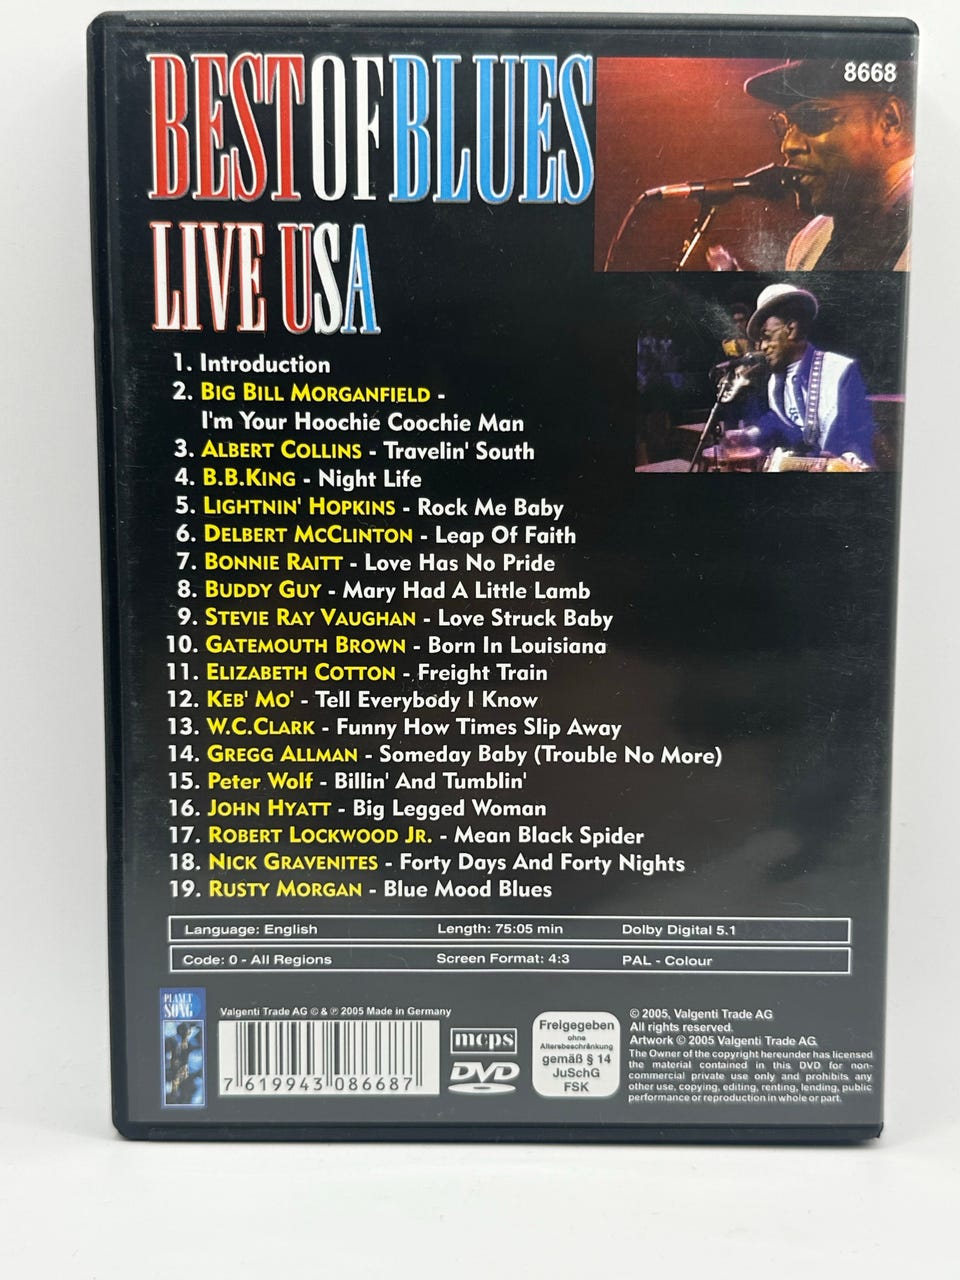 BEST OF BLUES
8668
LIVE USA
1. Introduction
2. BIG BILL MORGANFIELD -
I'm Your Hoochie Coochie Man
3. ALBERT COLLINS - Travelin' South
4. B.B.KING - Night Life
5. LIGHTNIN' HOPKINS - Rock Me Baby
6. DELBERT MCCLINTON - Leap Of Faith
7. BONNIE RAITT - Love Has No Pride
8. BUDDY GUY - Mary Had A Little Lamb
9. STEVIE RAY VAUGHAN - Love Struck Baby
10. GATEMOUTH BROWN - Born In Louisiana
11. ELIZABETH COTTON - Freight Train
12. KEB' MO' - Tell Everybody I Know
13. W.C.CLARK - Funny How Times Slip Away
14. GREGG ALLMAN - Someday Baby (Trouble No More)
15. Peter Wolf - Billin' And Tumblin'
16. JOHN HYATT - Big Legged Woman
17. ROBERT LOCKWOOD JR. - Mean Black Spider
18. NICK GRAVENITES - Forty Days And Forty Nights
19. RUSTY MORGAN - Blue Mood Blues
Language: English Length: 75:05 min Dolby Digital 5.1
Code: 0 - All Regions Screen Format: 4:3 PAL - Colour
PLANET
SONG
Valgenti Trade AG © & ℗ 2005 Made in Germany
7 619943 086687
mcps
DVD
Freigegeben
ohne
Altersbeschränkung
gemäß § 14
JuSchG
FSK
© 2005, Valgenti Trade AG
All rights reserved.
Artwork © 2005 Valgenti Trade AG
The Owner of the copyright hereunder has licensed
the material contained in this DVD for non-
commercial private use only and prohibits any
other use, copying, editing, renting, lending, public
performance or reproduction in whole or part.